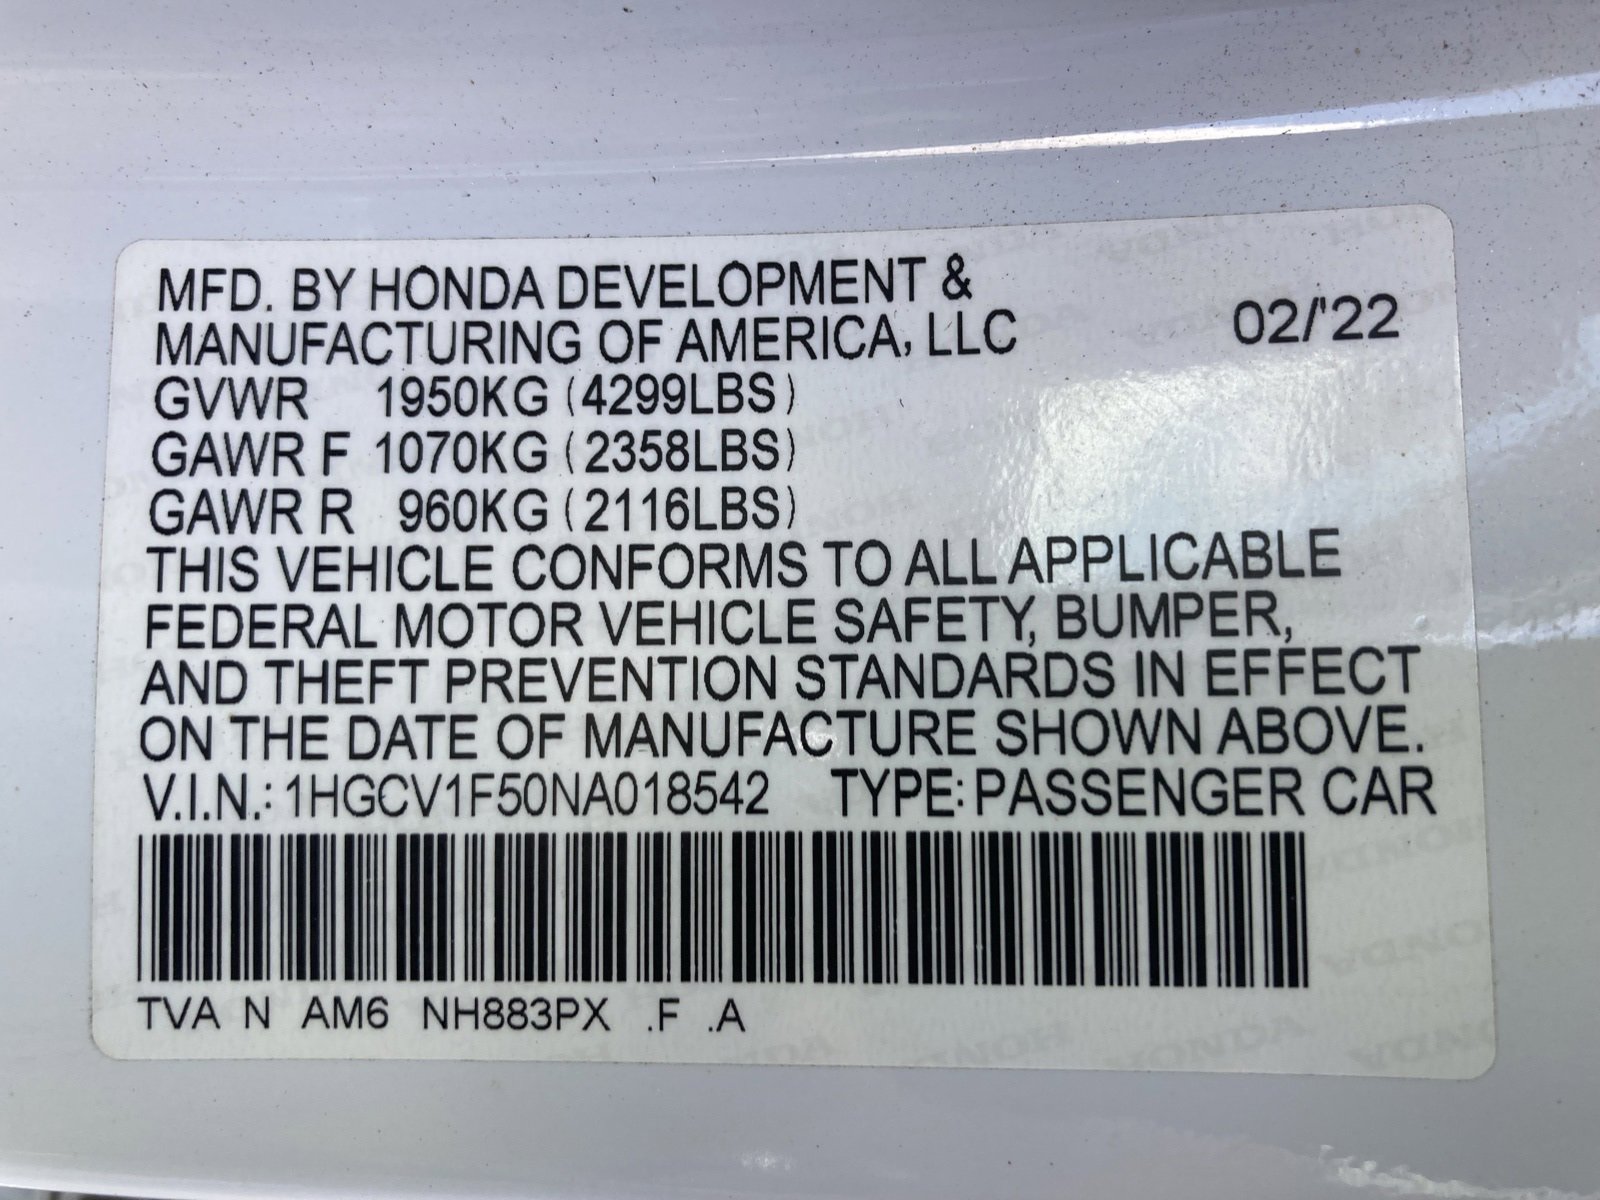 MFD. BY HONDA DEVELOPMENT &
MANUFACTURING OF AMERICA, LLC 02/'22
GVWR 1950KG (4299LBS)
GAWR F 1070KG (2358LBS)
GAWR R 960KG (2116LBS)
THIS VEHICLE CONFORMS TO ALL APPLICABLE
FEDERAL MOTOR VEHICLE SAFETY, BUMPER,
AND THEFT PREVENTION STANDARDS IN EFFECT
ON THE DATE OF MANUFACTURE SHOWN ABOVE.
V.I.N.: 1HGCV1F50NA018542 TYPE: PASSENGER CAR
TVA N AM6 NH883PX .F .A